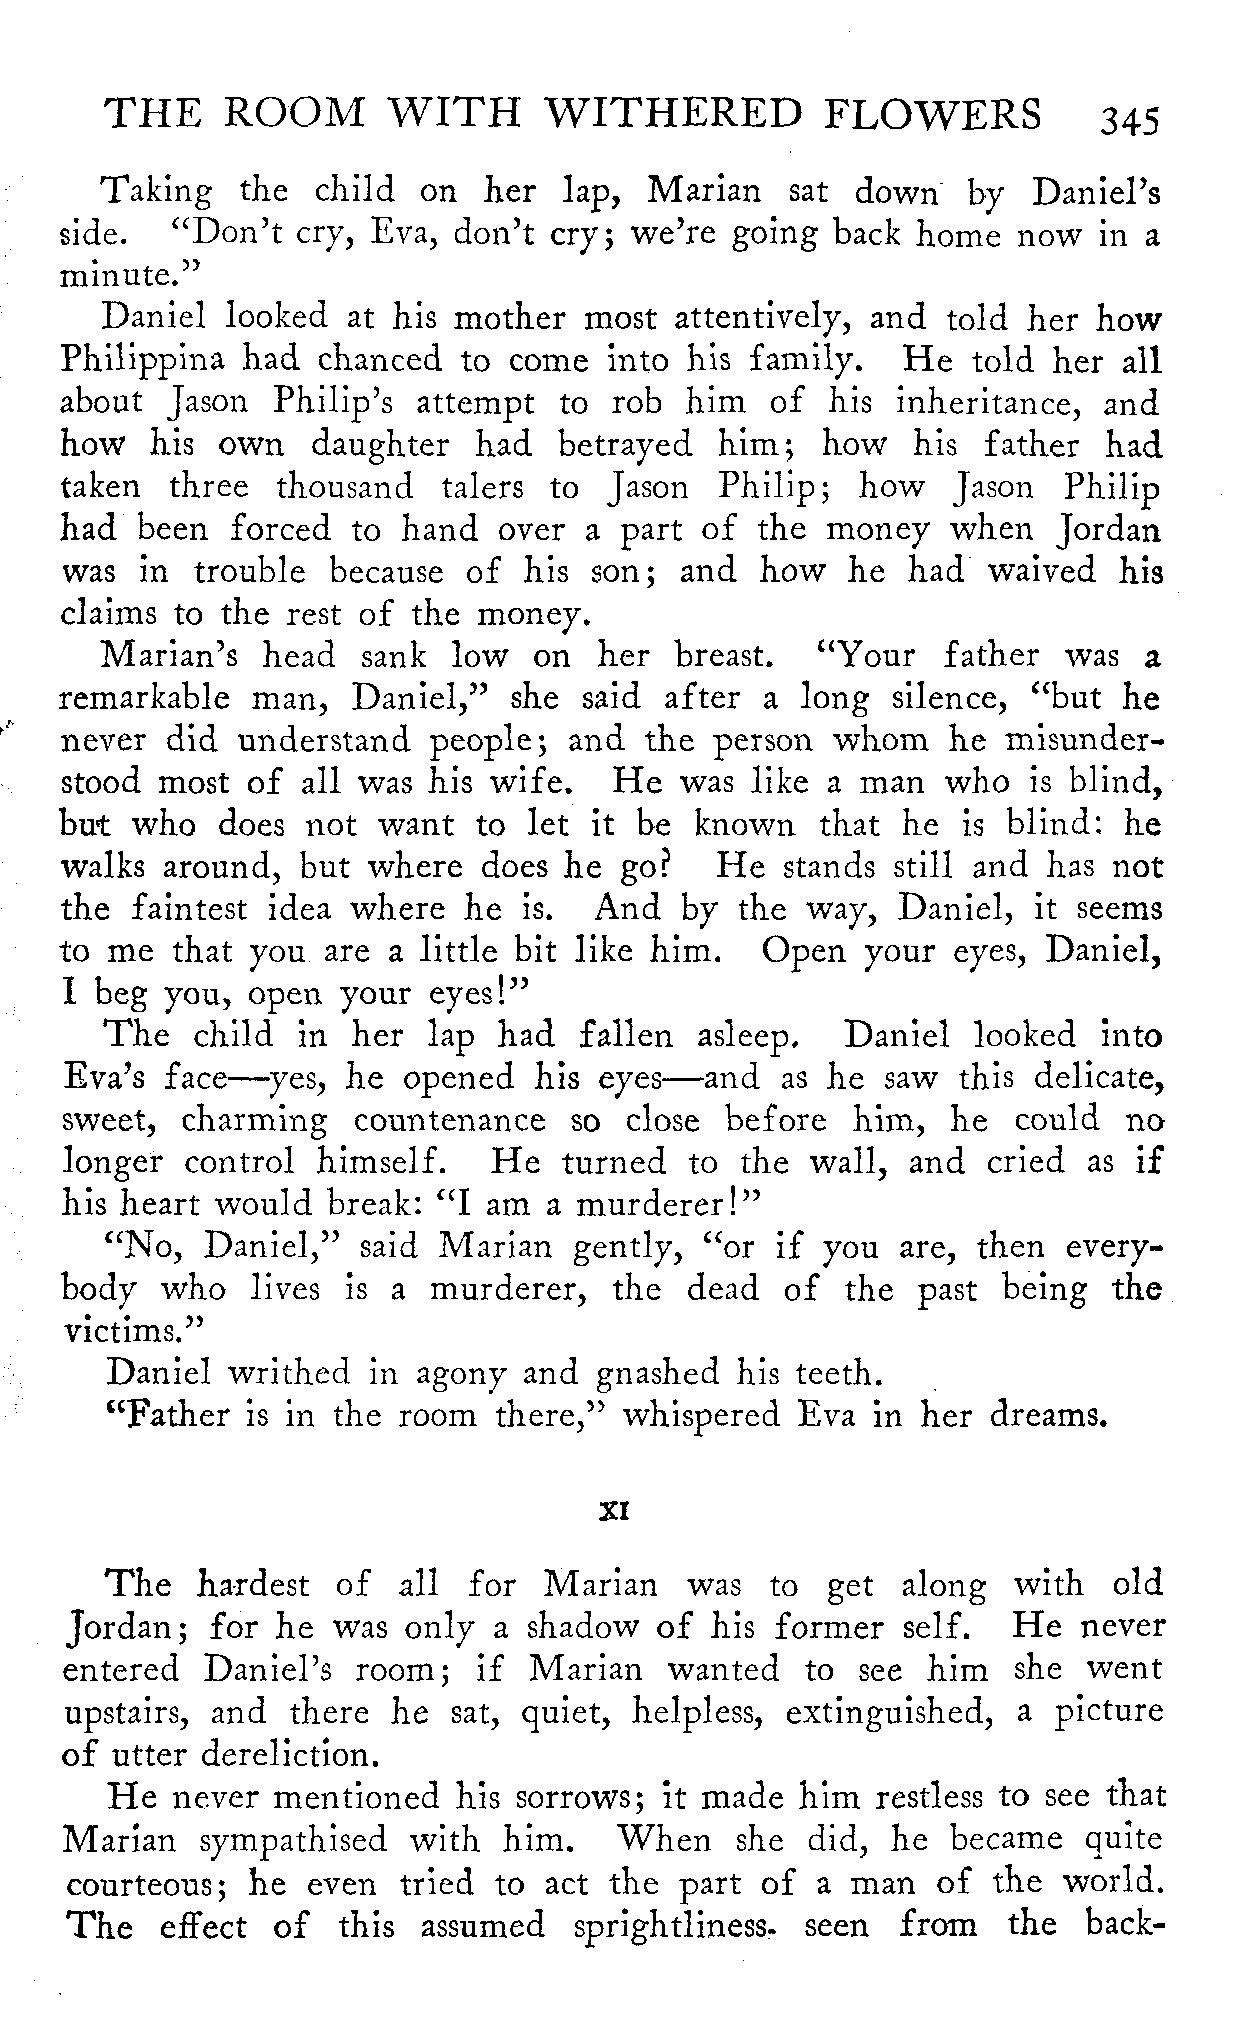 THE ROOM WITH WITHERED FLOWERS 345
Taking the child on her lap, Marian sat down by Daniel's
side. "Don't cry, Eva, don't cry; we're going back home now in a
minute."
Daniel looked at his mother most attentively, and told her how
Philippina had chanced to come into his family. He told her all
about Jason Philip's attempt to rob him of his inheritance, and
how his own daughter had betrayed him; how his father had
taken three thousand talers to Jason Philip; how Jason Philip
had been forced to hand over a part of the money when Jordan
was in trouble because of his son; and how he had waived his
claims to the rest of the money.
Marian's head sank low on her breast. "Your father was a
remarkable man, Daniel," she said after a long silence, "but he
never did understand people; and the person whom he misunder-
stood most of all was his wife. He was like a man who is blind,
but who does not want to let it be known that he is blind: he
walks around, but where does he go? He stands still and has not
the faintest idea where he is. And by the way, Daniel, it seems
to me that you are a little bit like him. Open your eyes, Daniel,
I beg you, open your eyes!"
The child in her lap had fallen asleep. Daniel looked into
Eva's face—yes, he opened his eyes—and as he saw this delicate,
sweet, charming countenance so close before him, he could no
longer control himself. He turned to the wall, and cried as if
his heart would break: "I am a murderer!"
"No, Daniel," said Marian gently, "or if you are, then every-
body who lives is a murderer, the dead of the past being the
victims."
Daniel writhed in agony and gnashed his teeth.
"Father is in the room there," whispered Eva in her dreams.
XI
The hardest of all for Marian was to get along with old
Jordan; for he was only a shadow of his former self. He never
entered Daniel's room; if Marian wanted to see him she went
upstairs, and there he sat, quiet, helpless, extinguished, a picture
of utter dereliction.
He never mentioned his sorrows; it made him restless to see that
Marian sympathised with him. When she did, he became quite
courteous; he even tried to act the part of a man of the world.
The effect of this assumed sprightliness. seen from the back-